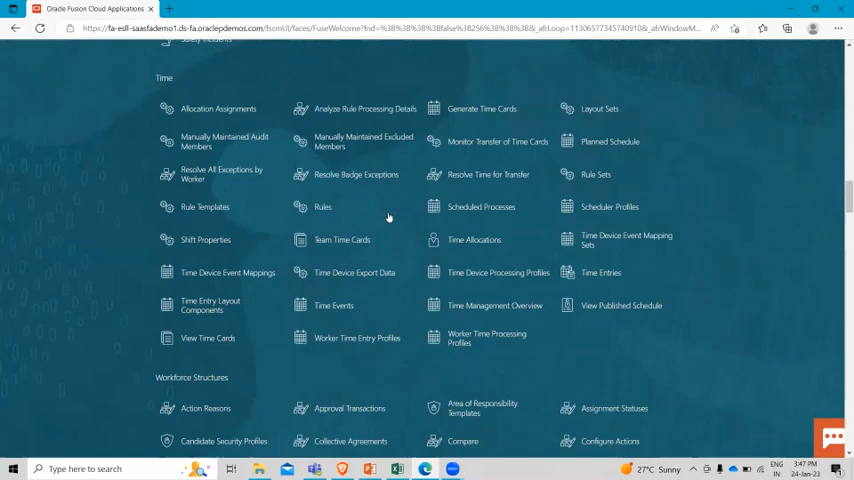 Oracle Fusion Cloud Applications
https://fa-esll-saasfademo1.ds-fa.oraclepdemos.com/fscmUI/faces/FuseWelcome?fnd=%3B%3B%3B%3Bfalse%3B256%3B%3B%3B&_afrLoop=1130657734574091​0&_afrWindowM...
Safety Incidents
Time
Allocation Assignments
Analyze Rule Processing Details
Generate Time Cards
Layout Sets
Manually Maintained Audit
Members
Manually Maintained Excluded
Members
Monitor Transfer of Time Cards
Planned Schedule
Resolve All Exceptions by
Worker
Resolve Badge Exceptions
Resolve Time for Transfer
Rule Sets
Rule Templates
Rules
Scheduled Processes
Scheduler Profiles
Shift Properties
Team Time Cards
Time Allocations
Time Device Event Mapping
Sets
Time Device Event Mappings
Time Device Export Data
Time Device Processing Profiles
Time Entries
Time Entry Layout
Components
Time Events
Time Management Overview
View Published Schedule
View Time Cards
Worker Time Entry Profiles
Worker Time Processing
Profiles
Workforce Structures
Action Reasons
Approval Transactions
Area of Responsibility
Templates
Assignment Statuses
Candidate Security Profiles
Collective Agreements
Compare
Configure Actions
Type here to search
27°C Sunny
ENG
IN
3:47 PM
24-Jan-23